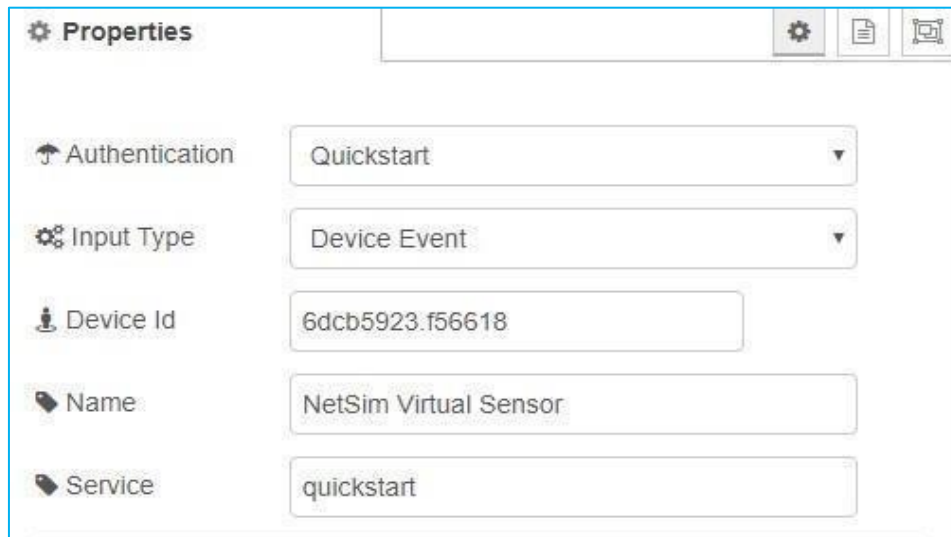 Properties
Authentication Quickstart
Input Type Device Event
Device Id 6dcb5923.f56618
Name NetSim Virtual Sensor
Service quickstart